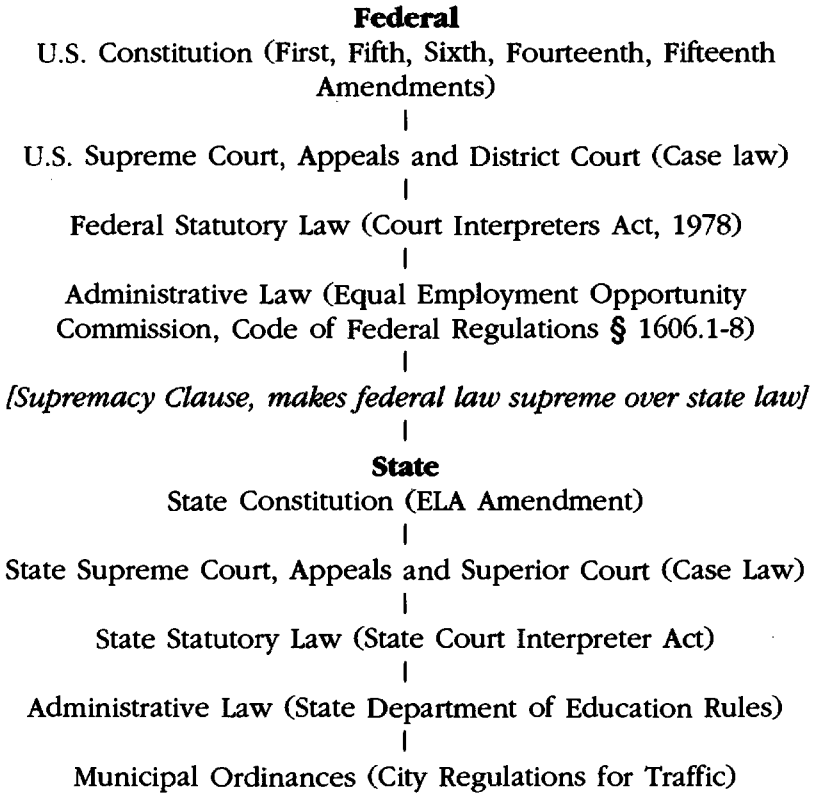 Federal
U.S. Constitution (First, Fifth, Sixth, Fourteenth, Fifteenth
Amendments)
U.S. Supreme Court, Appeals and District Court (Case law)
Federal Statutory Law (Court Interpreters Act, 1978)
Administrative Law (Equal Employment Opportunity
Commission, Code of Federal Regulations § 1606.1-8)
[Supremacy Clause, makes federal law supreme over state law]
State
State Constitution (ELA Amendment)
State Supreme Court, Appeals and Superior Court (Case Law)
State Statutory Law (State Court Interpreter Act)
Administrative Law (State Department of Education Rules)
Municipal Ordinances (City Regulations for Traffic)